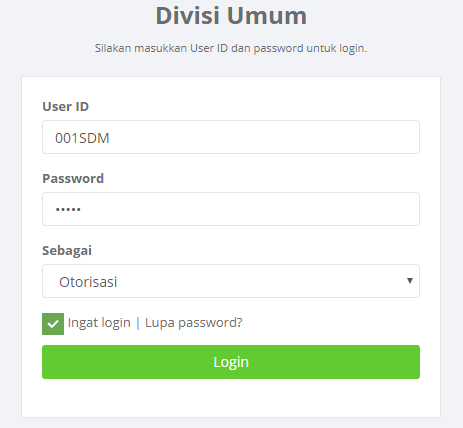 Divisi Umum
Silakan masukkan User ID dan password untuk login.
User ID
001SDM
Password
•••••
Sebagai
Otorisasi
Ingat login | Lupa password?
Login